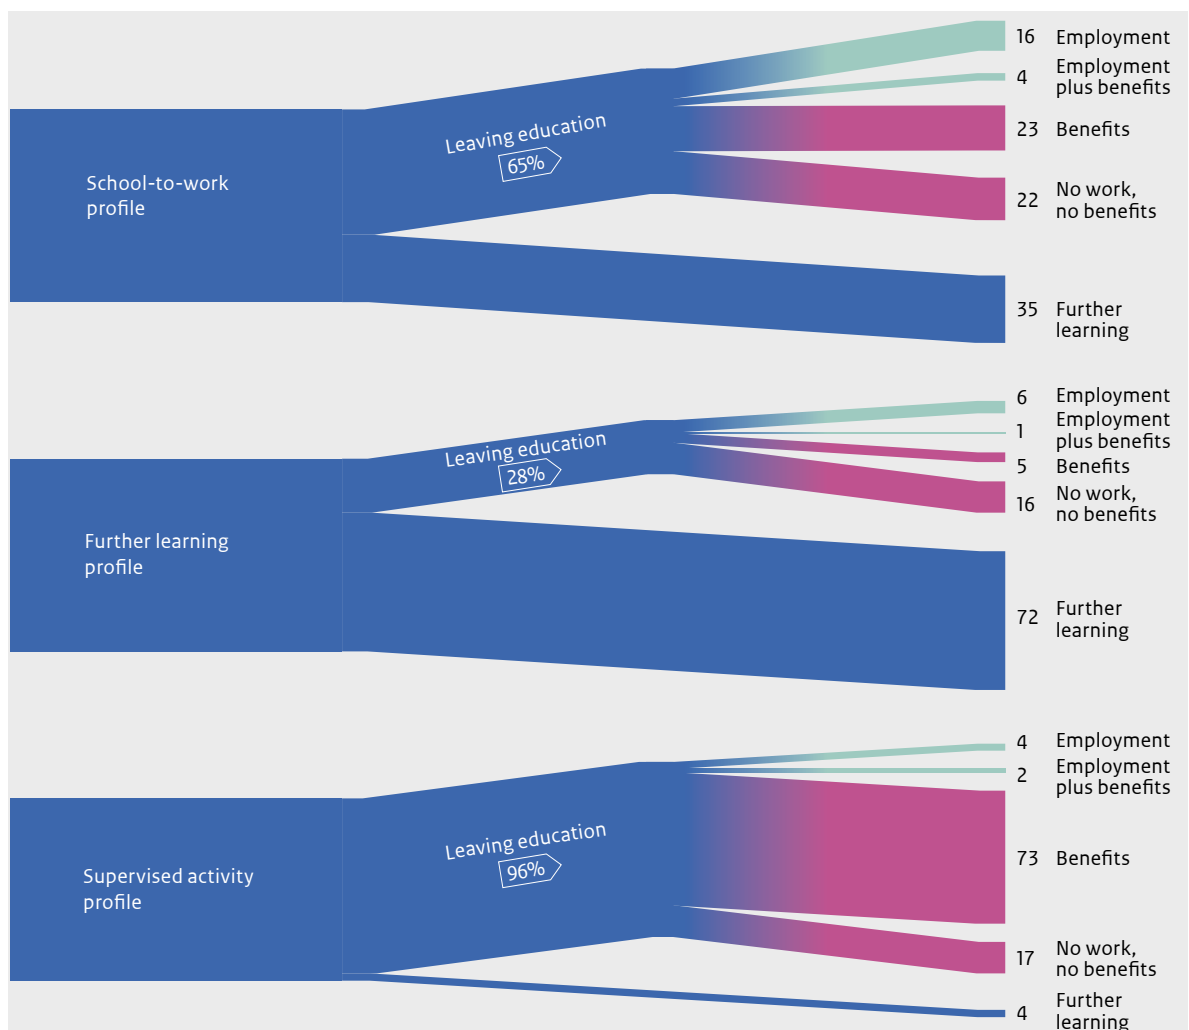 School-to-work
profile
Leaving education
65%
16 Employment
4 Employment
plus benefits
23 Benefits
22 No work,
no benefits
35 Further
learning
Further learning
profile
Leaving education
28%
6 Employment
1 Employment
plus benefits
5 Benefits
16 No work,
no benefits
72 Further
learning
Supervised activity
profile
Leaving education
96%
4 Employment
2 Employment
plus benefits
73 Benefits
17 No work,
no benefits
4 Further
learning